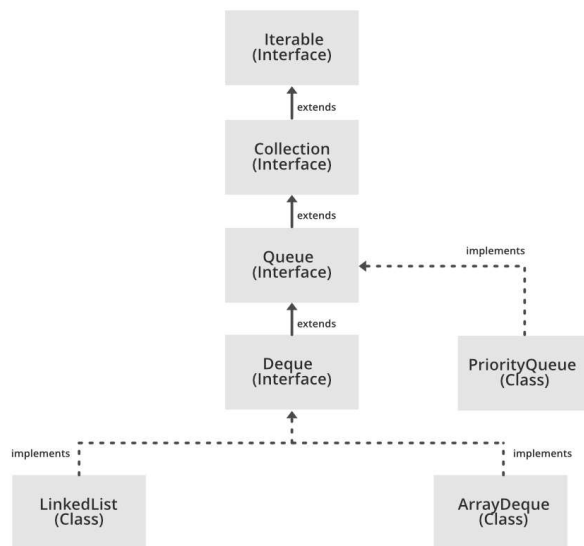 Iterable
(Interface)
extends
Collection
(Interface)
extends
Queue
(Interface)
implements
extends
Deque
(Interface)
PriorityQueue
(Class)
implements
implements
LinkedList
(Class)
ArrayDeque
(Class)